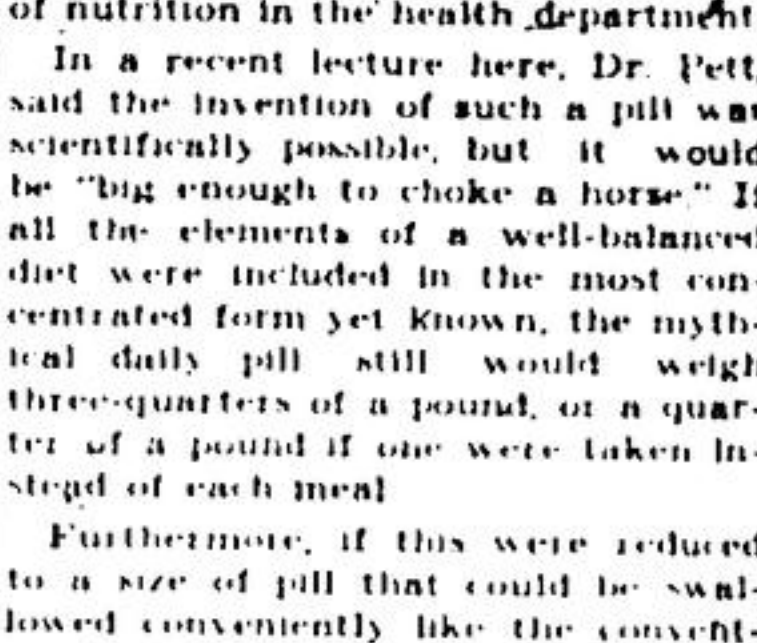 of nutrition in the health department
In a recent lecture here, Dr. Pett,
said the invention of such a pill was
scientifically possible, but it would
be "big enough to choke a horse." If
all the elements of a well-balanced
diet were included in the most con-
centrated form yet known, the myth-
ical daily pill still would weigh
three-quarters of a pound, or a quar-
ter of a pound if one were taken in-
stead of each meal
Furthermore, if this were reduced
to a size of pill that could be swal-
lowed conveniently like the convent-